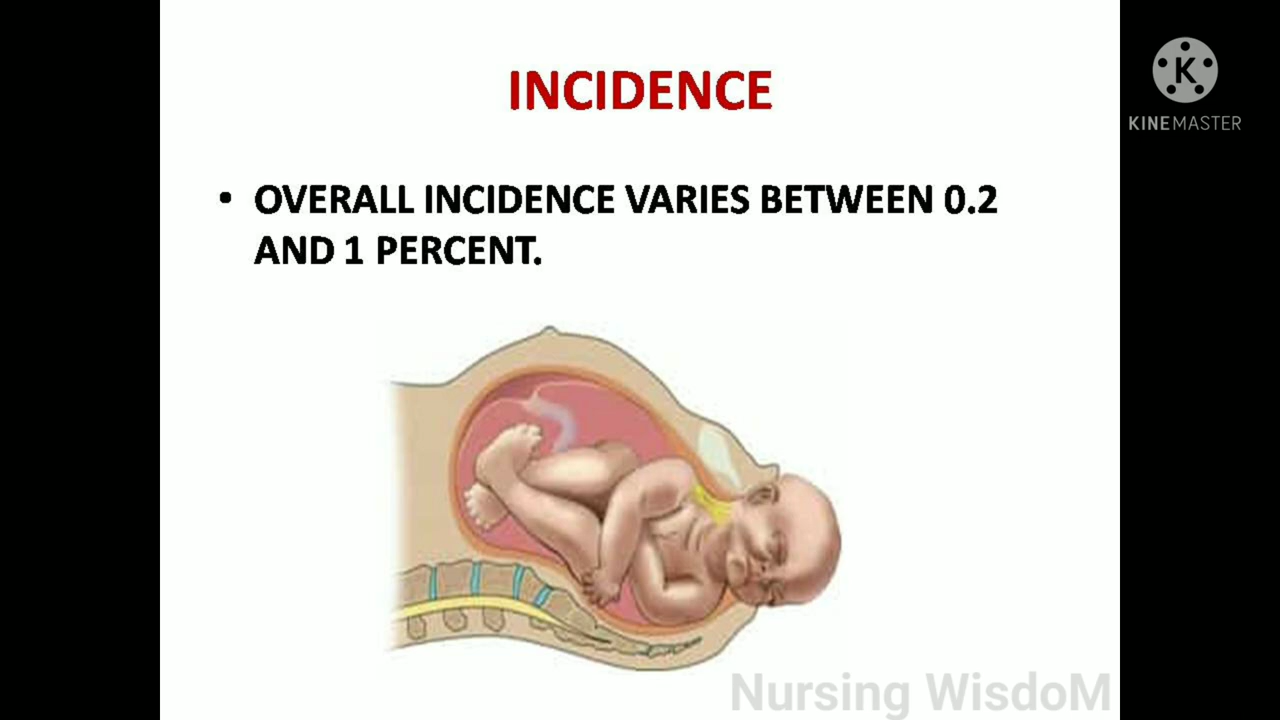 INCIDENCE
• OVERALL INCIDENCE VARIES BETWEEN 0.2
AND 1 PERCENT.
K
KINEMASTER
Nursing WisdoM